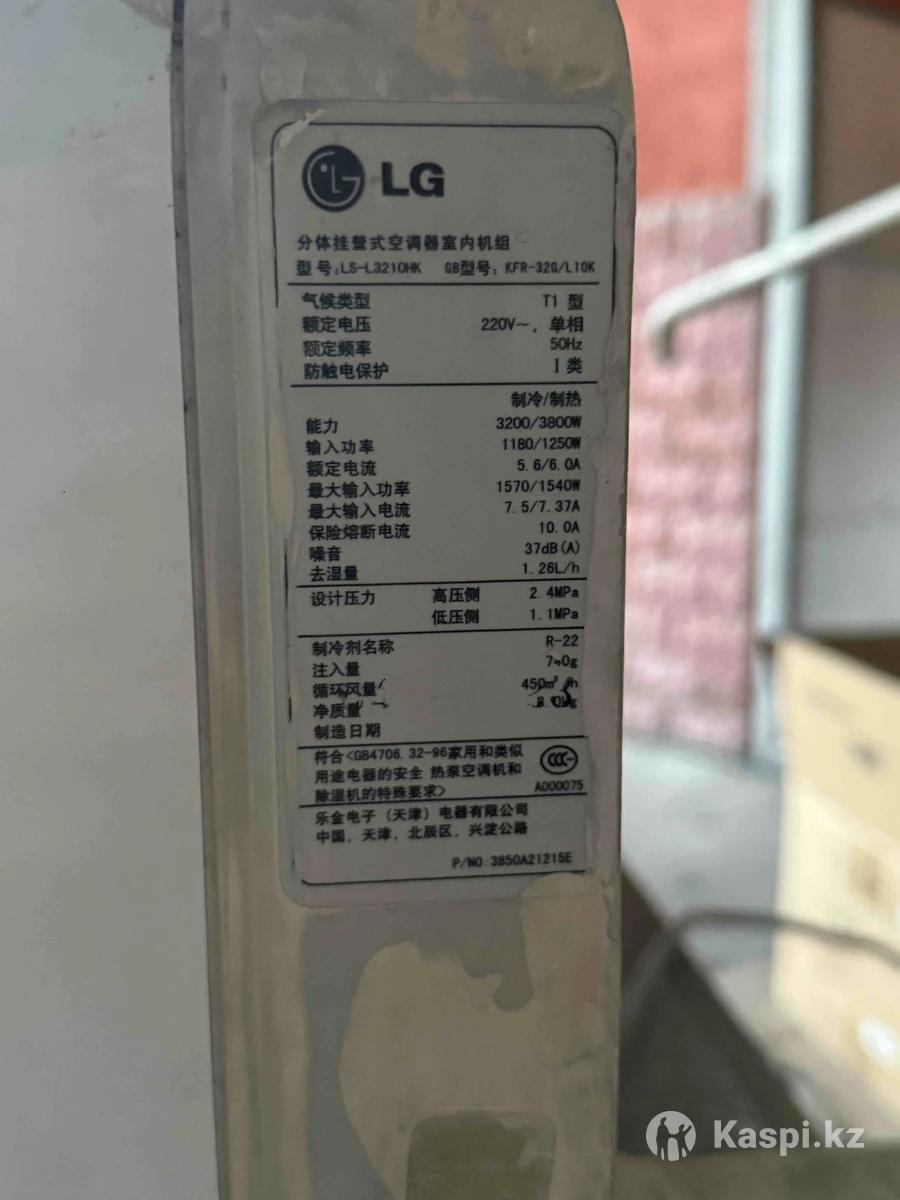 LG
分体挂壁式空调器室内机组
型号:LS-L3210HK GB型号: KFR-32G/L10K
气候类型 T1 型
额定电压 220V~, 单相
额定频率 50Hz
防触电保护 I 类
制冷/制热
能力 3200/3800W
输入功率 1180/1250W
额定电流 5.6/6.0A
最大输入功率 1570/1540W
最大输入电流 7.5/7.37A
保险熔断电流 10.0A
噪音 37dB(A)
去湿量 1.26L/h
设计压力 高压侧 2.4MPa
低压侧 1.1MPa
制冷剂名称 R-22
注入量
循环风量 450m³/h
净质量
制造日期
符合<GB4706.32-96家用和类似
用途电器的安全 热泵空调机和
除湿机的特殊要求>
CCC
A000075
乐金电子(天津)电器有限公司
中国, 天津, 北辰区, 兴淀公路
P/NO:3850A21215E
Kaspi.kz